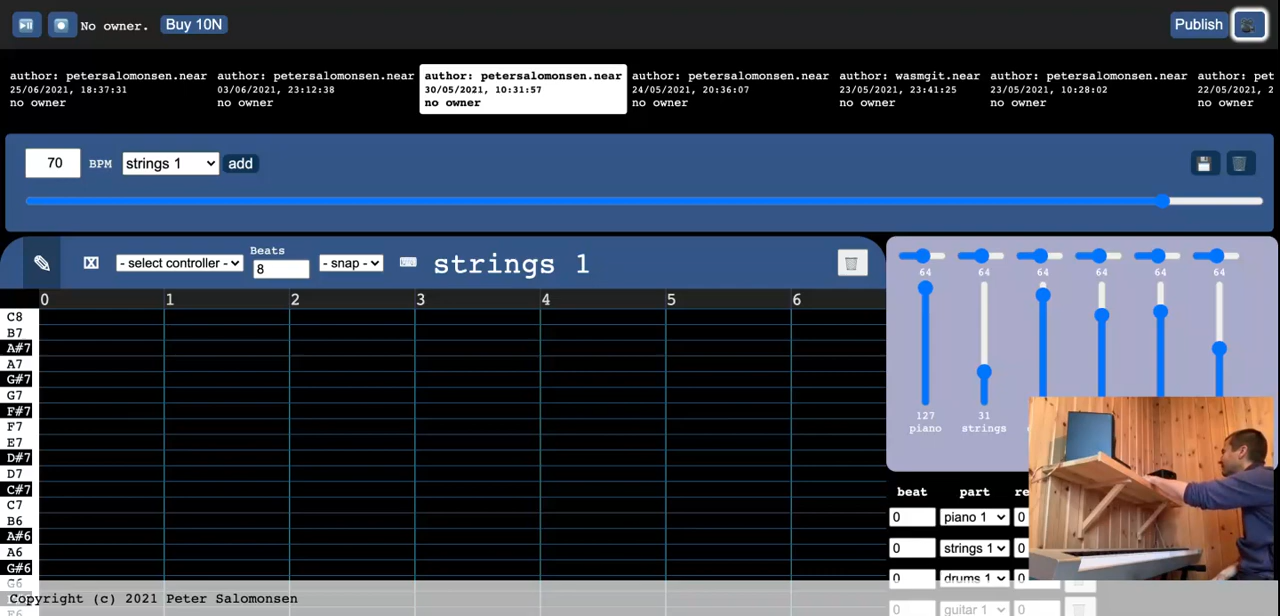 No owner. Buy 10N Publish
author: petersalomonsen.near
25/06/2021, 18:37:31
no owner
author: petersalomonsen.near
03/06/2021, 23:12:38
no owner
author: petersalomonsen.near
30/05/2021, 10:31:57
no owner
author: petersalomonsen.near
24/05/2021, 20:36:07
no owner
author: wasmgit.near
23/05/2021, 23:41:25
no owner
author: petersalomonsen.near
23/05/2021, 10:28:02
no owner
author: pet
22/05/2021, 2
no owner
70 BPM strings 1 add
- select controller - Beats 8 - snap - strings 1
0 1 2 3 4 5 6
C8
B7
A#7
A7
G#7
G7
F#7
F7
E7
D#7
D7
C#7
C7
B6
A#6
A6
G#6
G6
64 64 64 64 64 64
127 31
piano strings
beat part re
0 piano 1 0
0 strings 1 0
0 drums 1 0
0 guitar 1 0
Copyright (c) 2021 Peter Salomonsen